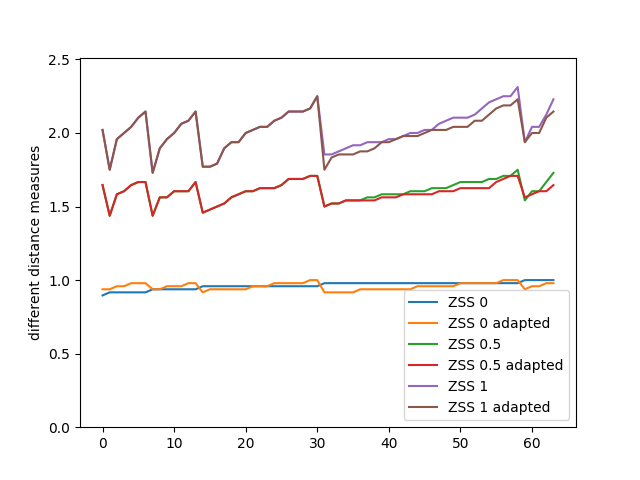 2.5
2.0
1.5
1.0
0.5
0.0
different distance measures
0 10 20 30 40 50 60
ZSS 0
ZSS 0 adapted
ZSS 0.5
ZSS 0.5 adapted
ZSS 1
ZSS 1 adapted